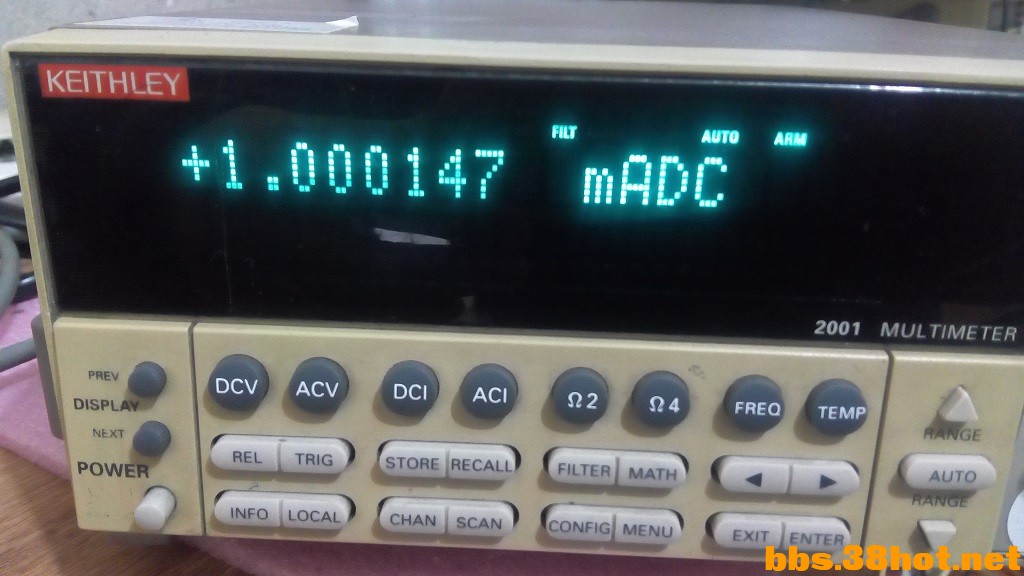 KEITHLEY
FILT AUTO ARM
+1.000147 mADC
2001 MULTIMETER
PREV
DISPLAY
NEXT
POWER
DCV ACV DCI ACI Ω2 Ω4 FREQ TEMP
REL TRIG STORE RECALL FILTER MATH ◀ ▶
INFO LOCAL CHAN SCAN CONFIG MENU EXIT ENTER
RANGE
AUTO
RANGE
bbs.38hot.net